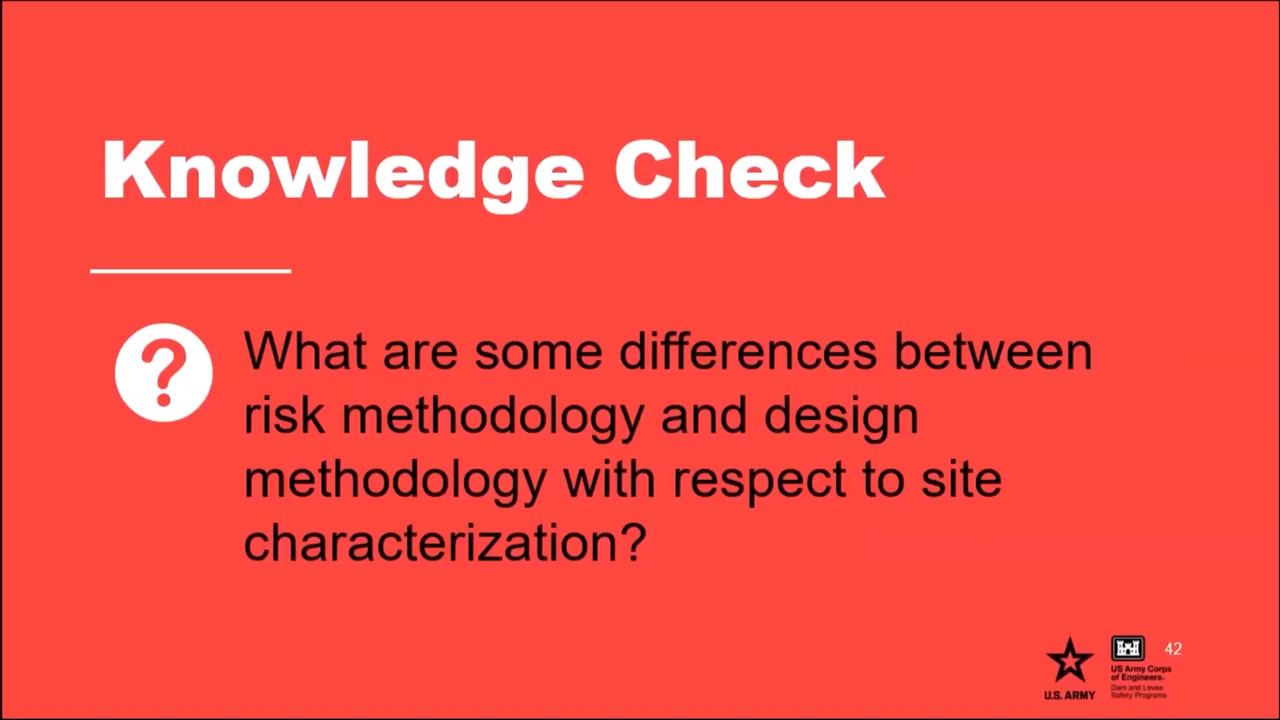 Knowledge Check
What are some differences between
risk methodology and design
methodology with respect to site
characterization?
42
U.S. ARMY
US Army Corps
of Engineers®
Dam and Levee
Safety Programs